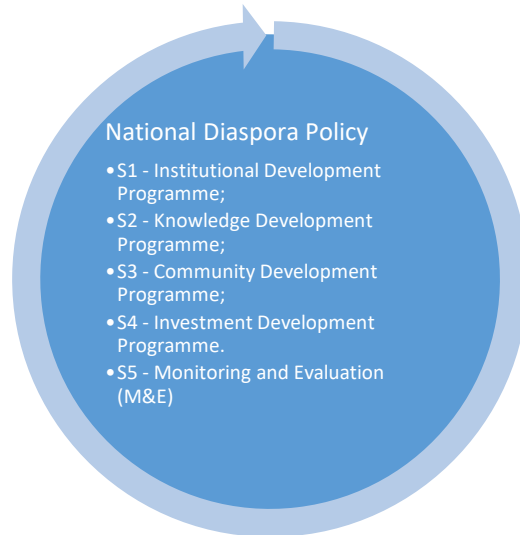 National Diaspora Policy
•S1 - Institutional Development
Programme;
•S2 - Knowledge Development
Programme;
•S3 - Community Development
Programme;
•S4 - Investment Development
Programme.
•S5 - Monitoring and Evaluation
(M&E)